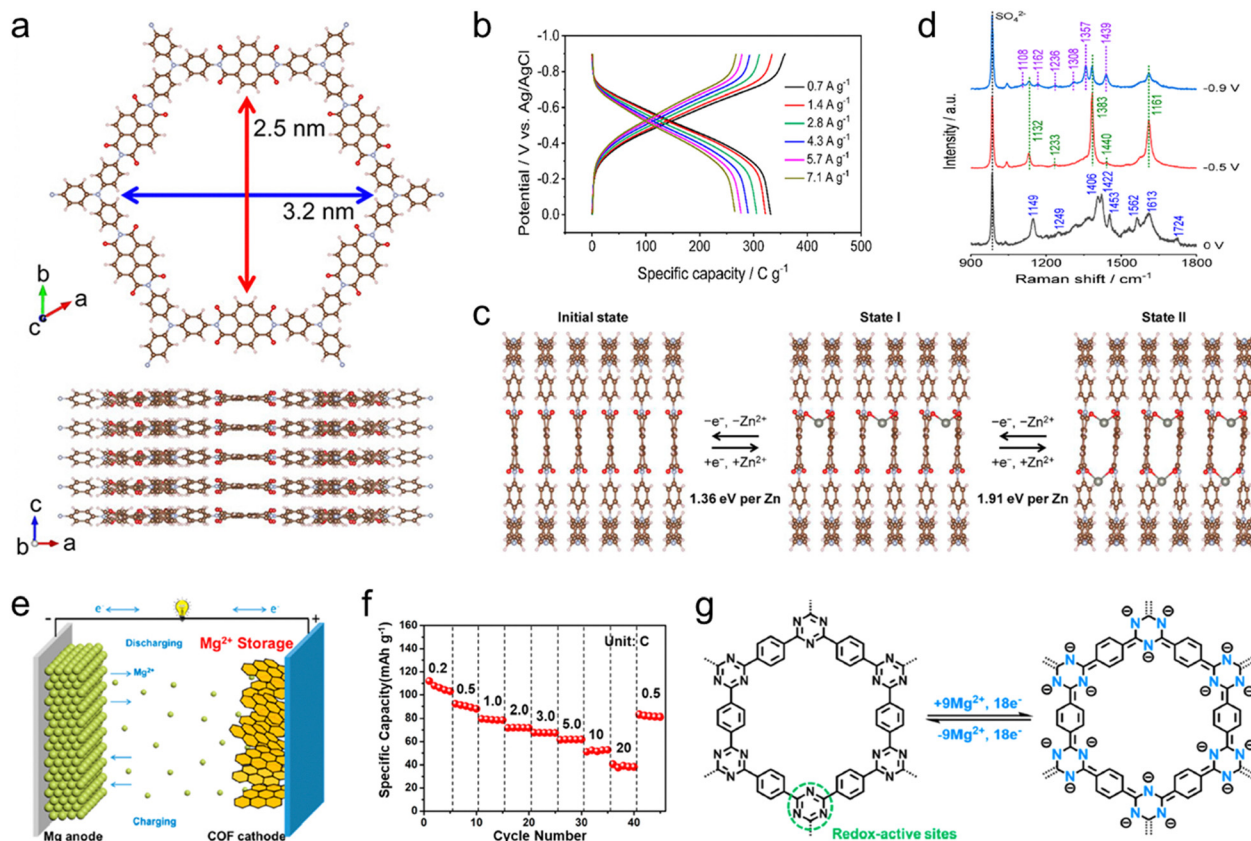 a
2.5 nm
3.2 nm
b
a
c
c
b
a
b
Potential / V vs. Ag/AgCl
-1.0
-0.8
-0.6
-0.4
-0.2
0.0
0.7 A g⁻¹
1.4 A g⁻¹
2.8 A g⁻¹
4.3 A g⁻¹
5.7 A g⁻¹
7.1 A g⁻¹
0 100 200 300 400 500
Specific capacity / C g⁻¹
d
Intensity / a.u.
SO₄²⁻
1108
1162
1236
1308
1357
1439
-0.9 V
1132
1233
1383
1440
1161
-0.5 V
1149
1249
1406
1422
1453
1562
1613
1724
0 V
900 1200 1500 1800
Raman shift / cm⁻¹
c
Initial state
State I
State II
−e⁻, −Zn²⁺
+e⁻, +Zn²⁺
1.36 eV per Zn
−e⁻, −Zn²⁺
+e⁻, +Zn²⁺
1.91 eV per Zn
e
e⁻
e⁻
-
+
Discharging
Mg²⁺ Storage
Mg²⁺
Charging
Mg anode
COF cathode
f
Specific Capacity(mAh g⁻¹)
160
140
120
100
80
60
40
20
0
Unit: C
0.2
0.5
1.0
2.0
3.0
5.0
10
20
0.5
0 10 20 30 40
Cycle Number
g
N N N N N N
N N N N N N
N N N N N N
Redox-active sites
+9Mg²⁺, 18e⁻
-9Mg²⁺, 18e⁻
N N N N N N
N N N N N N
N N N N N N